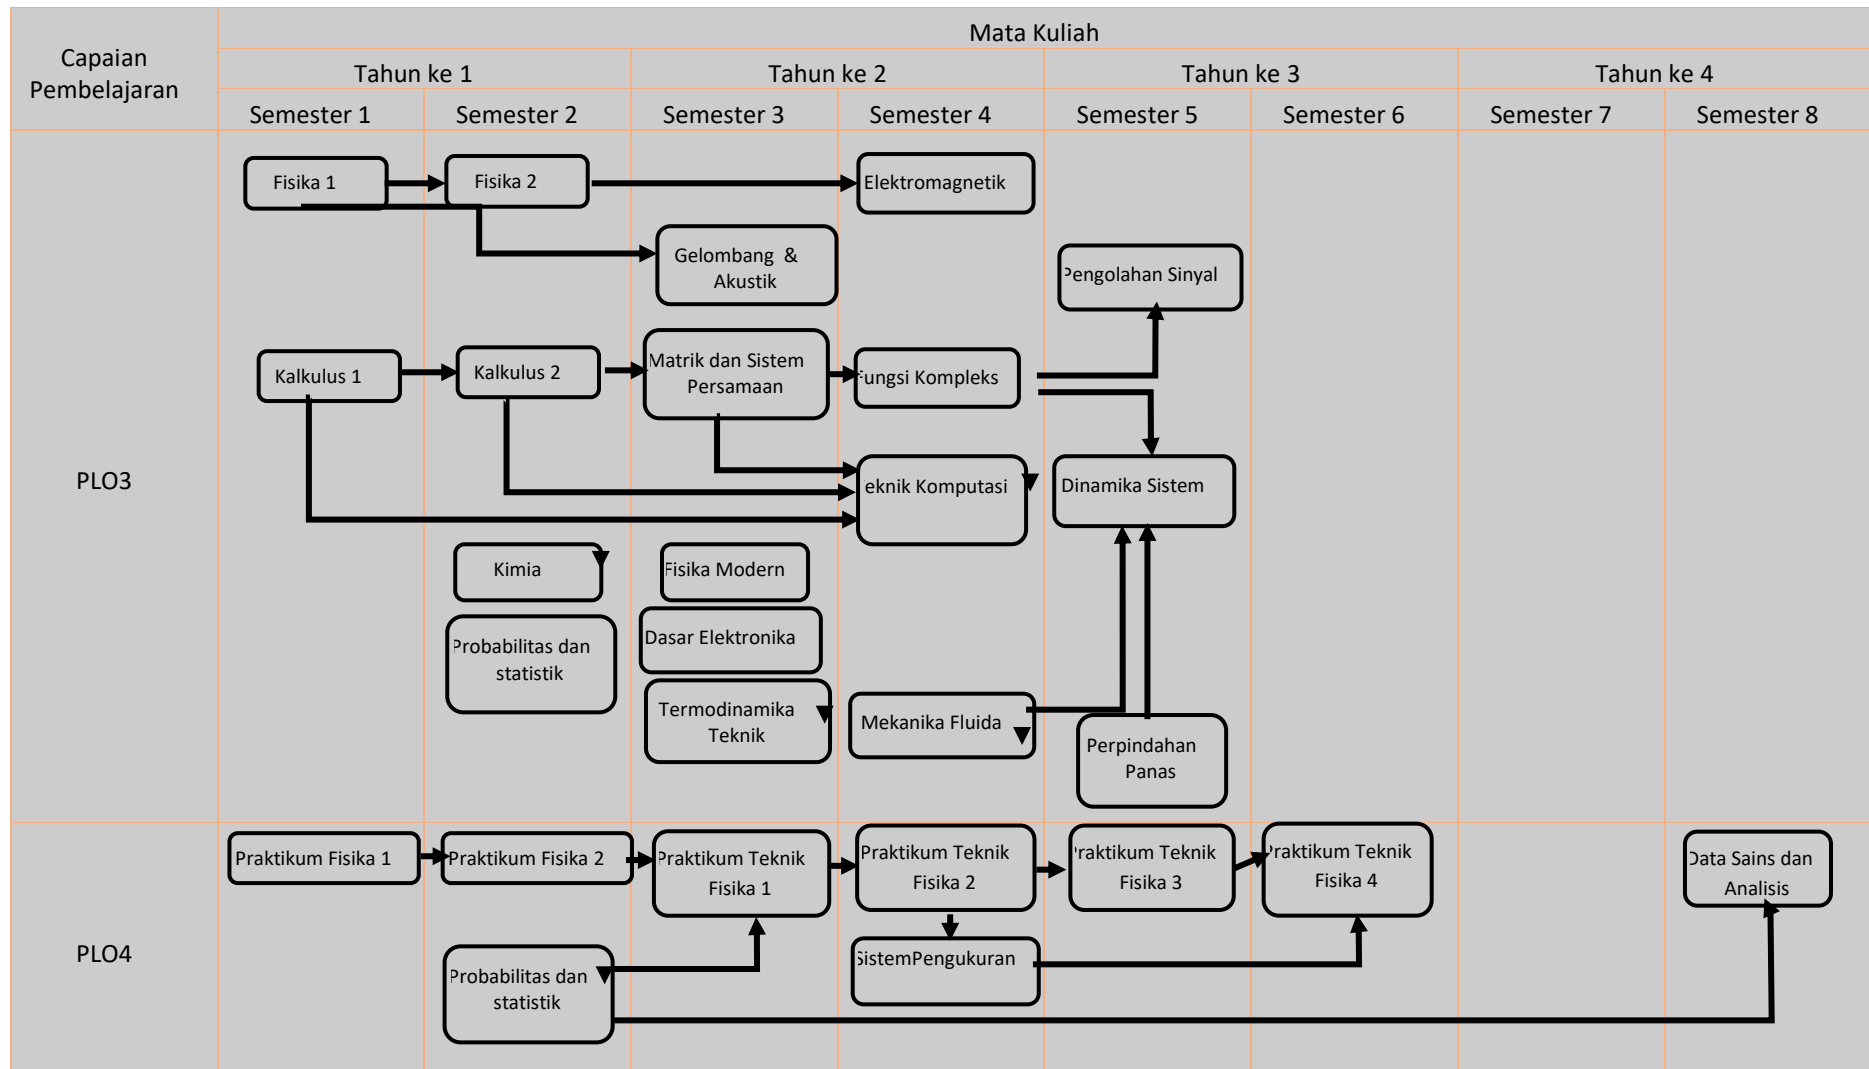 Capaian
Pembelajaran
Mata Kuliah
Tahun ke 1
Tahun ke 2
Tahun ke 3
Tahun ke 4
Semester 1
Semester 2
Semester 3
Semester 4
Semester 5
Semester 6
Semester 7
Semester 8
PLO3
Fisika 1
Fisika 2
Elektromagnetik
Gelombang &
Akustik
Pengolahan Sinyal
Kalkulus 1
Kalkulus 2
Matrik dan Sistem
Persamaan
Fungsi Kompleks
eknik Komputasi
Dinamika Sistem
Kimia
Fisika Modern
Probabilitas dan
statistik
Dasar Elektronika
Termodinamika
Teknik
Mekanika Fluida
Perpindahan
Panas
PLO4
Praktikum Fisika 1
Praktikum Fisika 2
Praktikum Teknik
Fisika 1
Praktikum Teknik
Fisika 2
Praktikum Teknik
Fisika 3
Praktikum Teknik
Fisika 4
Data Sains dan
Analisis
Probabilitas dan
statistik
SistemPengukuran